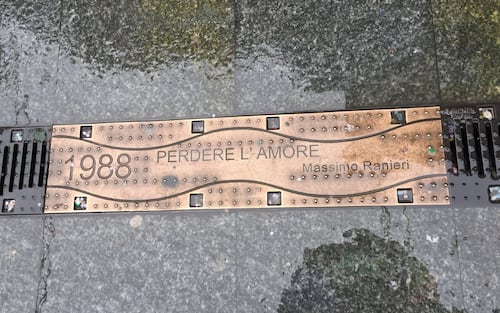 1988 PERDERE L' AMORE
Massimo Ranieri